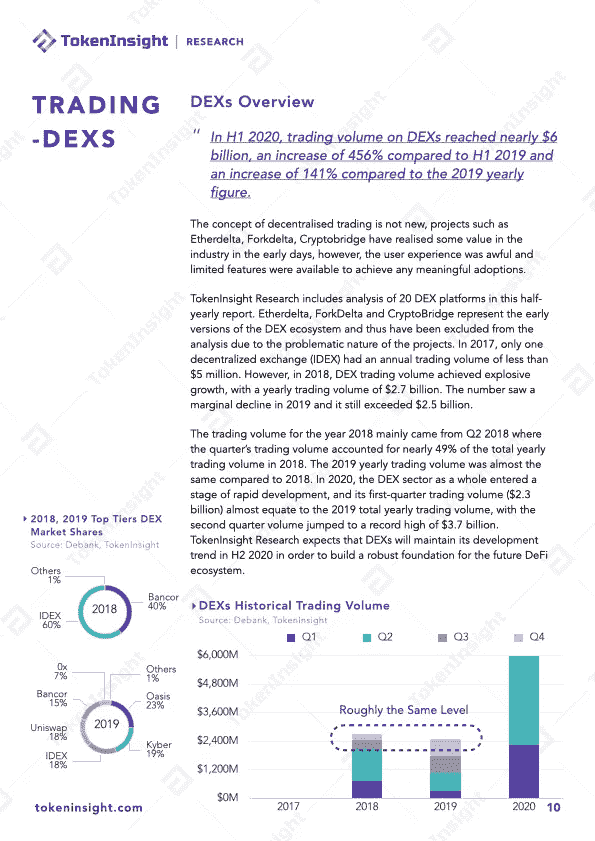 TokenInsight | RESEARCH
TRADING
-DEXS
DEXs Overview
“ In H1 2020, trading volume on DEXs reached nearly $6
billion, an increase of 456% compared to H1 2019 and
an increase of 141% compared to the 2019 yearly
figure.
The concept of decentralised trading is not new, projects such as
Etherdelta, Forkdelta, Cryptobridge have realised some value in the
industry in the early days, however, the user experience was awful and
limited features were available to achieve any meaningful adoptions.
TokenInsight Research includes analysis of 20 DEX platforms in this half-
yearly report. Etherdelta, ForkDelta and CryptoBridge represent the early
versions of the DEX ecosystem and thus have been excluded from the
analysis due to the problematic nature of the projects. In 2017, only one
decentralized exchange (IDEX) had an annual trading volume of less than
$5 million. However, in 2018, DEX trading volume achieved explosive
growth, with a yearly trading volume of $2.7 billion. The number saw a
marginal decline in 2019 and it still exceeded $2.5 billion.
The trading volume for the year 2018 mainly came from Q2 2018 where
the quarter's trading volume accounted for nearly 49% of the total yearly
trading volume in 2018. The 2019 yearly trading volume was almost the
same compared to 2018. In 2020, the DEX sector as a whole entered a
stage of rapid development, and its first-quarter trading volume ($2.3
billion) almost equate to the 2019 total yearly trading volume, with the
second quarter volume jumped to a record high of $3.7 billion.
TokenInsight Research expects that DEXs will maintain its development
trend in H2 2020 in order to build a robust foundation for the future DeFi
ecosystem.
2018, 2019 Top Tiers DEX
Market Shares
Source: Debank, TokenInsight
Others
1%
Bancor
40%
2018
IDEX
60%
0x
7%
Others
1%
Bancor
15%
Oasis
23%
2019
Uniswap
18%
Kyber
19%
IDEX
18%
DEXs Historical Trading Volume
Source: Debank, TokenInsight
Q1 Q2 Q3 Q4
$6,000M
$4,800M
$3,600M
$2,400M
$1,200M
$0M
Roughly the Same Level
2017 2018 2019 2020
tokeninsight.com
10